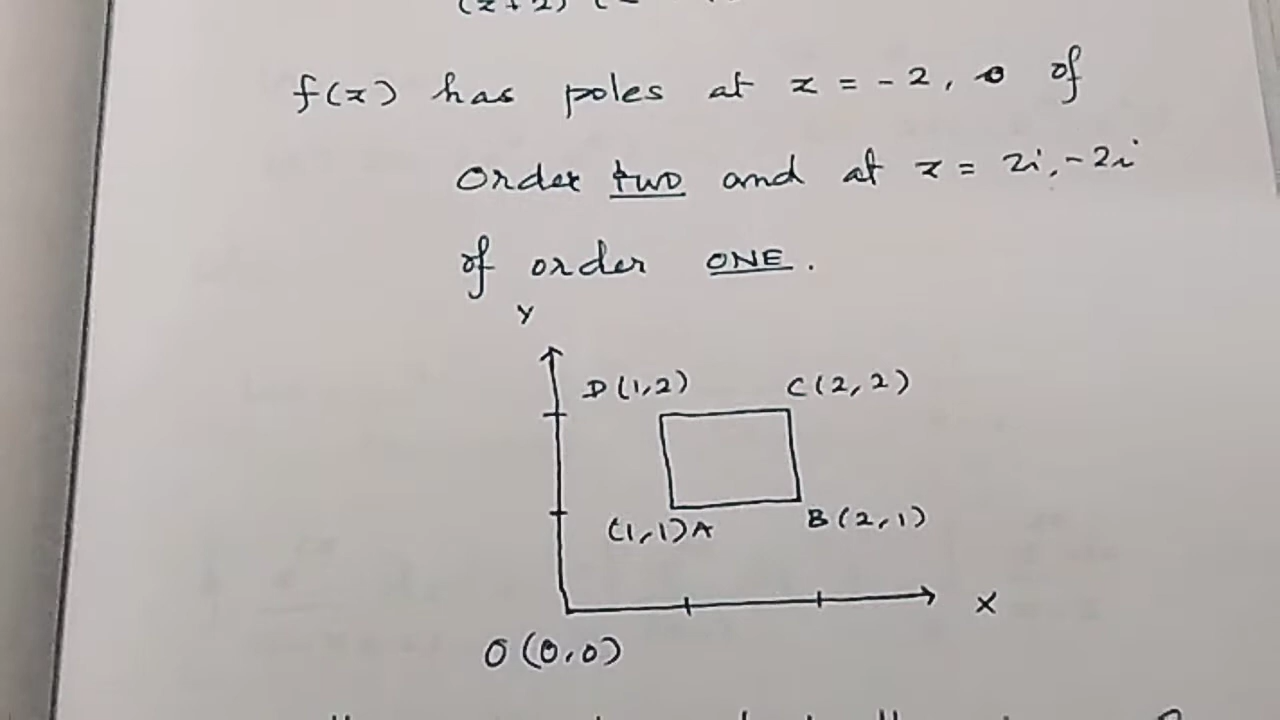 f(z) has poles at z = -2, of
order two and at z = 2i, -2i
of order ONE.
Y
D(1,2) C(2,2)
(1,1)A B(2,1)
X
O(0,0)